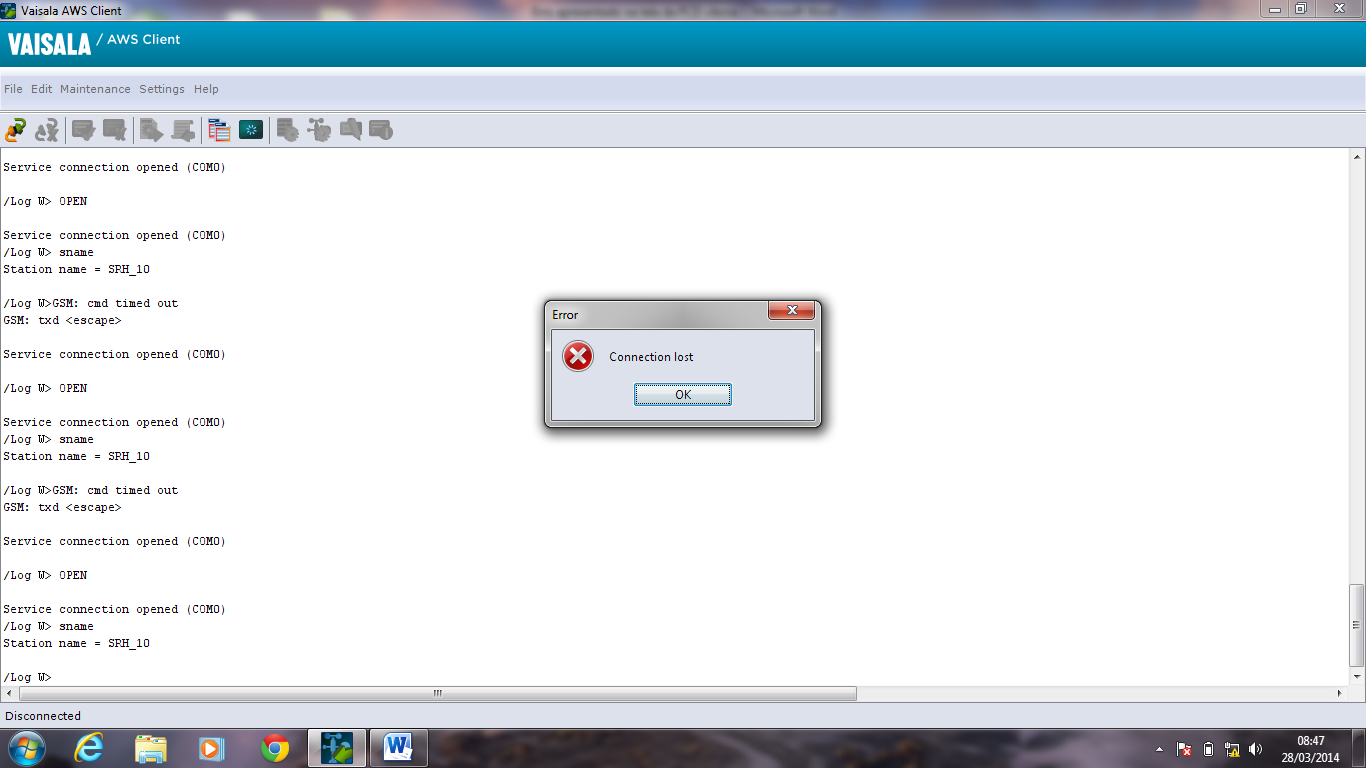 Vaisala AWS Client
VAISALA / AWS Client
File Edit Maintenance Settings Help
Service connection opened (COM0)
/Log W> OPEN
Service connection opened (COM0)
/Log W> sname
Station name = SRH_10
/Log W>GSM: cmd timed out
GSM: txd <escape>
Service connection opened (COM0)
/Log W> OPEN
Service connection opened (COM0)
/Log W> sname
Station name = SRH_10
/Log W>GSM: cmd timed out
GSM: txd <escape>
Service connection opened (COM0)
/Log W> OPEN
Service connection opened (COM0)
/Log W> sname
Station name = SRH_10
/Log W>
Error
Connection lost
OK
Disconnected
08:47
28/03/2014